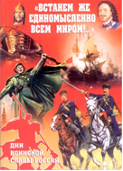 «ВСТАНЕМ ЖЕ
ЕДИНОМЫСЛЕННО
ВСЕМ МИРОМ!..»
ДНИ
ВОИНСКОЙ
СЛАВЫ РОССИИ